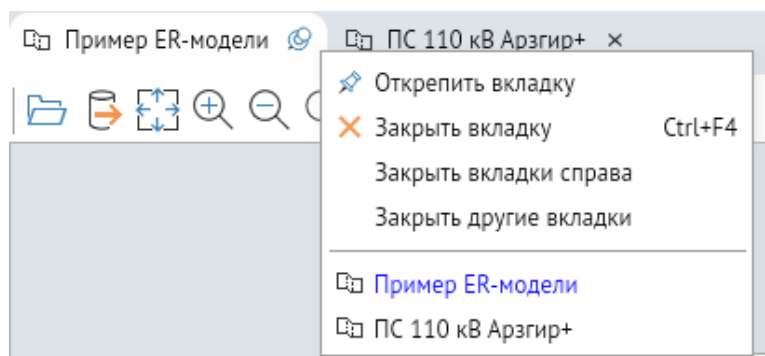 Пример ER-модели
ПС 110 кВ Арзгир+
Открепить вкладку
Закрыть вкладку Ctrl+F4
Закрыть вкладки справа
Закрыть другие вкладки
Пример ER-модели
ПС 110 кВ Арзгир+